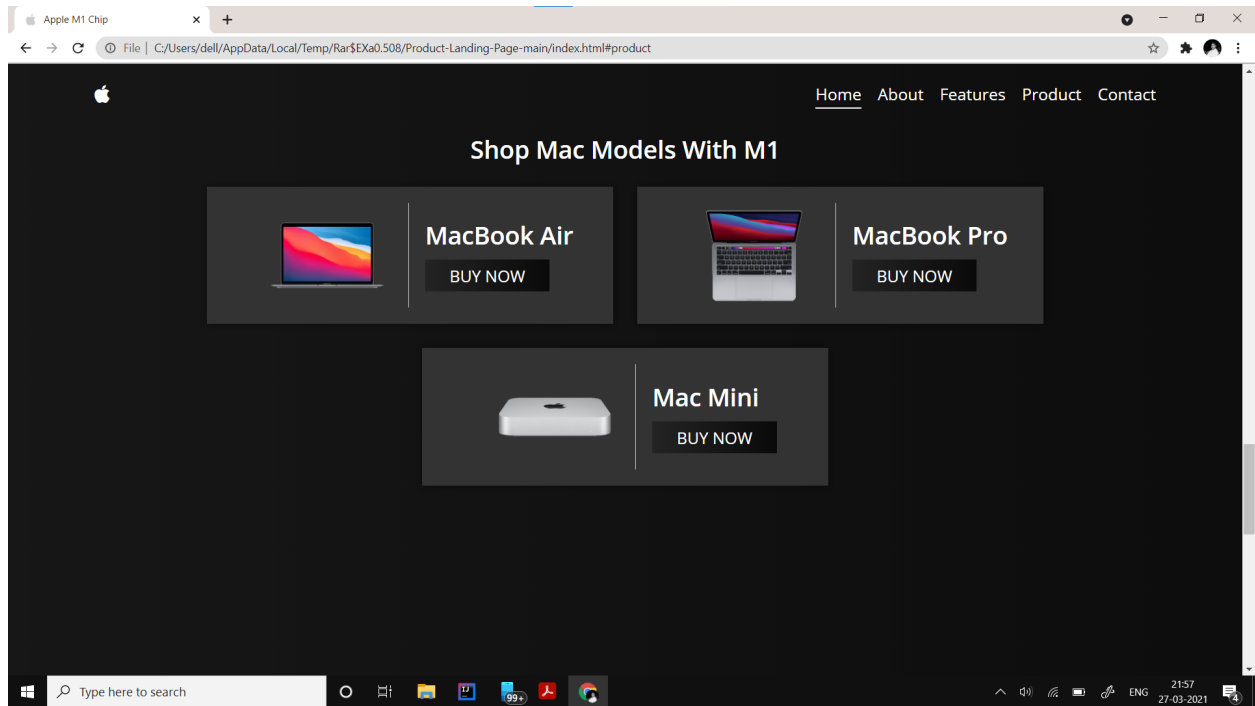 Apple M1 Chip
File | C:/Users/dell/AppData/Local/Temp/Rar$EXa0.508/Product-Landing-Page-main/index.html#product
Home About Features Product Contact
Shop Mac Models With M1
MacBook Air
BUY NOW
MacBook Pro
BUY NOW
Mac Mini
BUY NOW
Type here to search
99+
ENG
21:57
27-03-2021
4